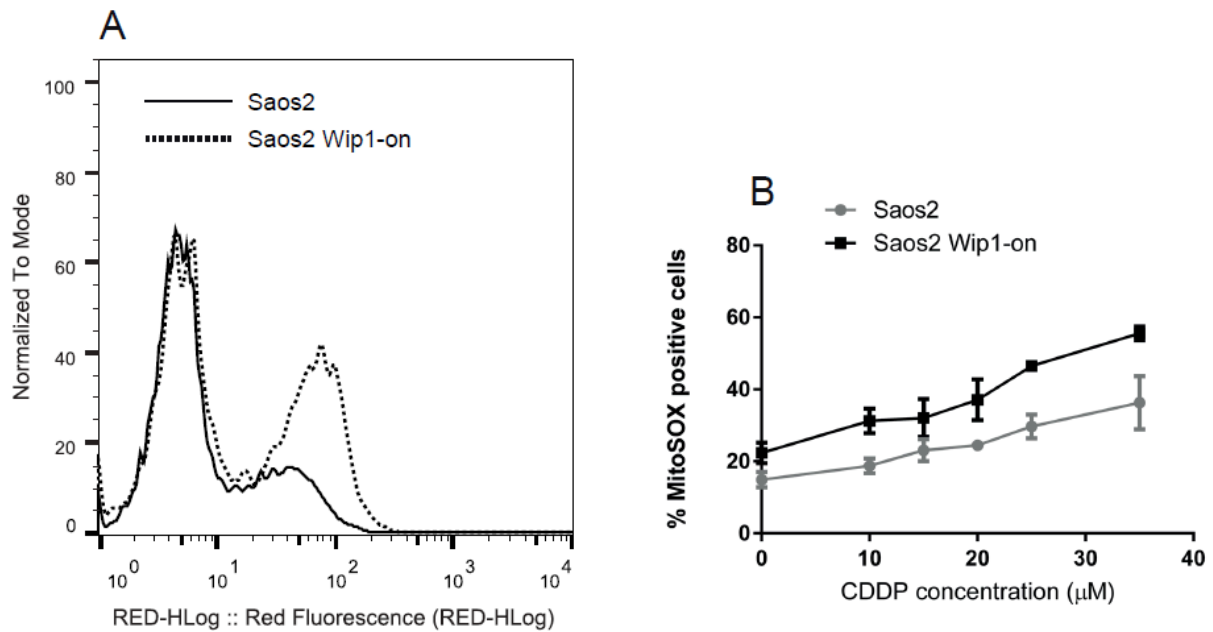 A
Saos2
Saos2 Wip1-on
Normalized To Mode
100
80
60
40
20
0
10^0 10^1 10^2 10^3 10^4
RED-HLog :: Red Fluorescence (RED-HLog)
B
Saos2
Saos2 Wip1-on
% MitoSOX positive cells
80
60
40
20
0
0 10 20 30 40
CDDP concentration (μM)